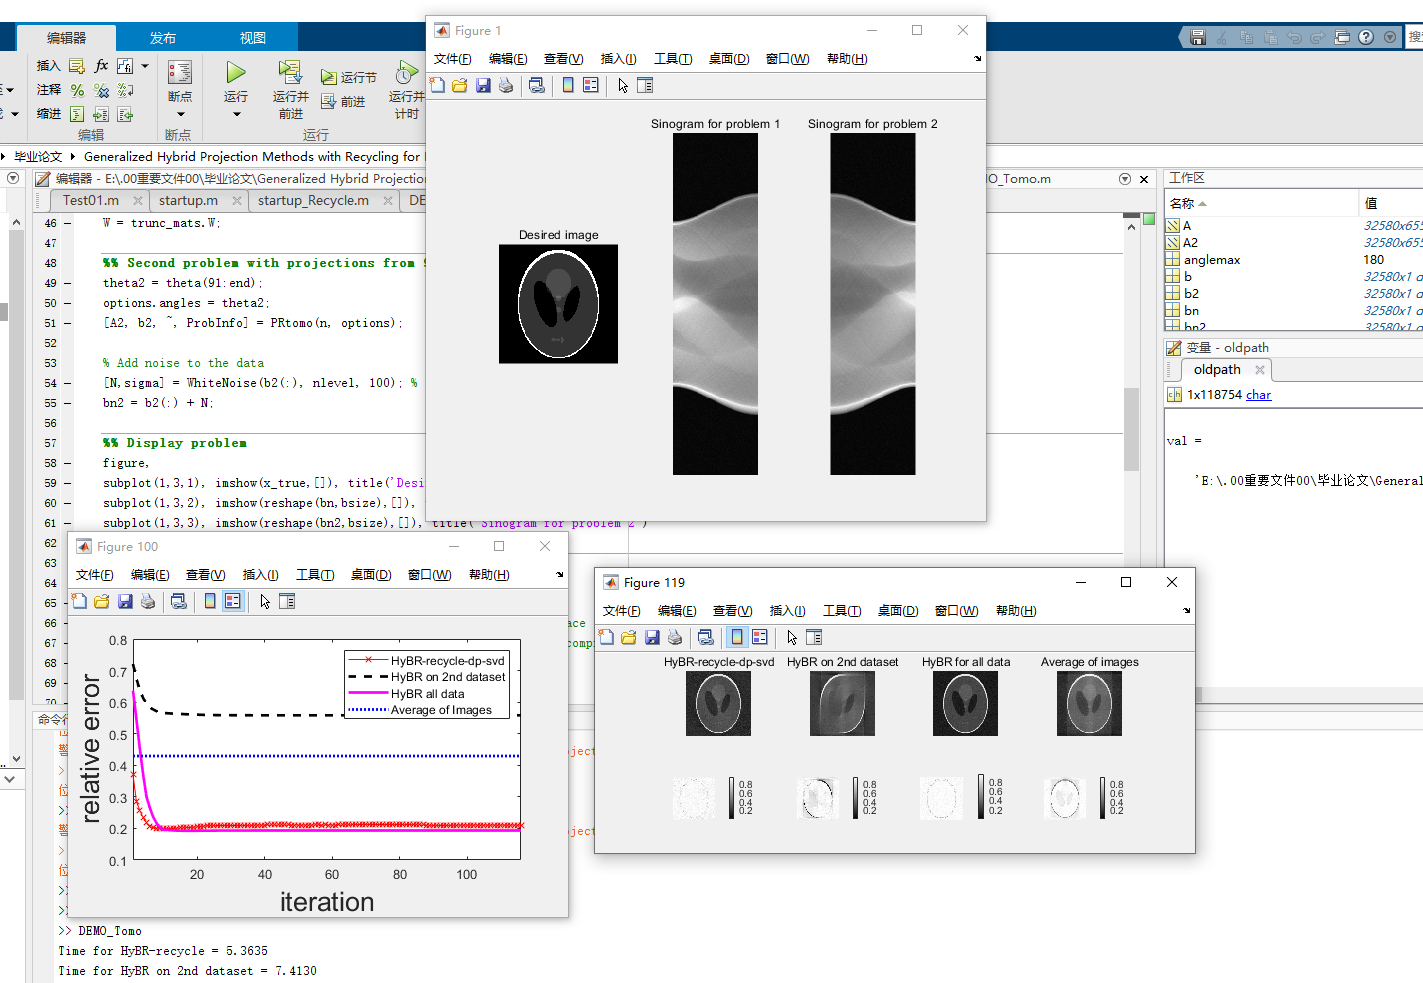 编辑器
发布
视图
插入
fx
注释
缩进
编辑
断点
断点
运行
运行并
前进
运行节
前进
运行并
计时
运行
搜
毕业论文
Generalized Hybrid Projection Methods with Recycling for
编辑器 - E:\.00重要文件00\毕业论文\Generalized Hybrid Projection
O_Tomo.m
Test01.m
startup.m
startup_Recycle.m
DE
46 – W = trunc_mats.W;
47
48 %% Second problem with projections from
49 – theta2 = theta(91:end);
50 – options.angles = theta2;
51 – [A2, b2, ~, ProbInfo] = PRtomo(n, options);
52
53 % Add noise to the data
54 – [N,sigma] = WhiteNoise(b2(:), nlevel, 100); %
55 – bn2 = b2(:) + N;
56
57 %% Display problem
58 – figure,
59 – subplot(1,3,1), imshow(x_true,[]), title('Desi
60 – subplot(1,3,2), imshow(reshape(bn,bsize),[]),
61 – subplot(1,3,3), imshow(reshape(bn2,bsize),[]), title('Sinogram for problem 2')
62
63
64
65
66
67
68
69
70
Figure 1
文件(F) 编辑(E) 查看(V) 插入(I) 工具(T) 桌面(D) 窗口(W) 帮助(H)
Desired image
Sinogram for problem 1
Sinogram for problem 2
工作区
名称 值
A 32580x655
A2 32580x655
anglemax 180
b 32580x1 d
b2 32580x1 d
bn 32580x1 d
bn2 32580x1 d
变量 - oldpath
oldpath
1x118754 char
val =
'E:\.00重要文件00\毕业论文\General
Figure 100
文件(F) 编辑(E) 查看(V) 插入(I) 工具(T) 桌面(D) 窗口(W) 帮助(H)
relative error
0.8
0.7
0.6
0.5
0.4
0.3
0.2
0.1
20 40 60 80 100
iteration
HyBR-recycle-dp-svd
HyBR on 2nd dataset
HyBR all data
Average of Images
Figure 119
文件(F) 编辑(E) 查看(V) 插入(I) 工具(T) 桌面(D) 窗口(W) 帮助(H)
HyBR-recycle-dp-svd
HyBR on 2nd dataset
HyBR for all data
Average of images
0.8
0.6
0.4
0.2
0.8
0.6
0.4
0.2
0.8
0.6
0.4
0.2
0.8
0.6
0.4
0.2
>> DEMO_Tomo
Time for HyBR-recycle = 5.3635
Time for HyBR on 2nd dataset = 7.4130